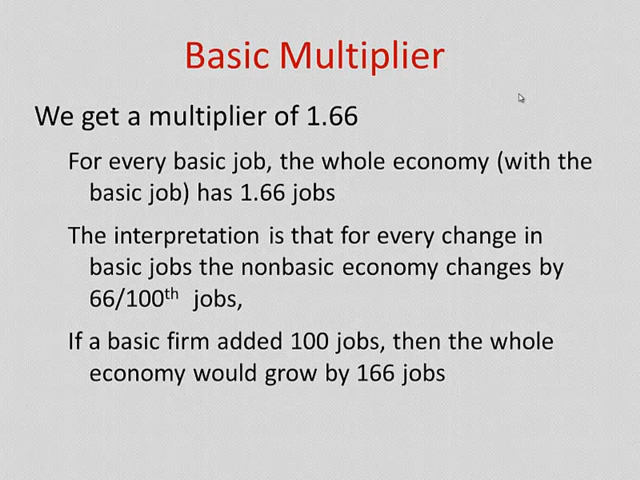 Basic Multiplier
We get a multiplier of 1.66
For every basic job, the whole economy (with the
basic job) has 1.66 jobs
The interpretation is that for every change in
basic jobs the nonbasic economy changes by
66/100th  jobs,
If a basic firm added 100 jobs, then the whole
economy would grow by 166 jobs